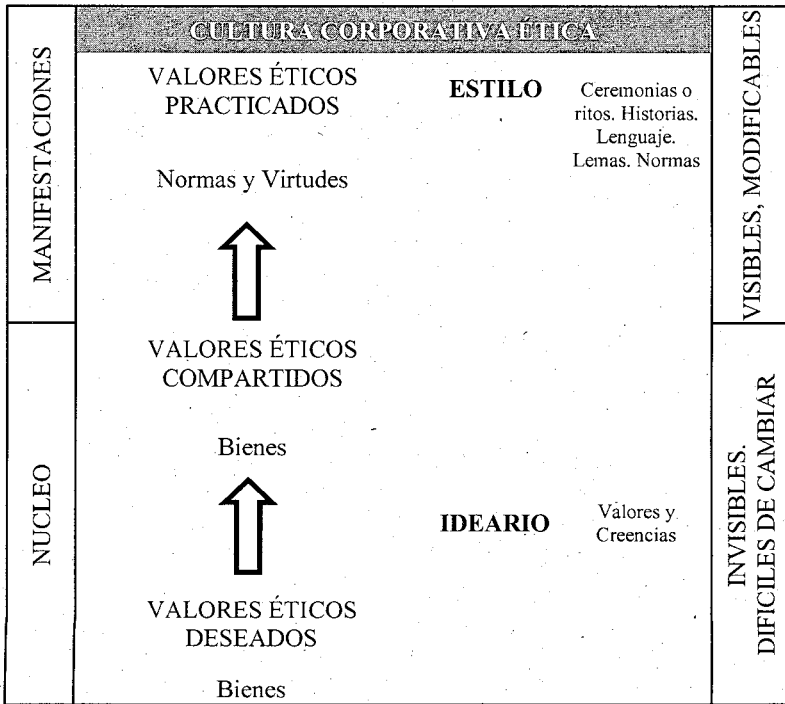 CULTURA CORPORATIVA ÉTICA
MANIFESTACIONES
VALORES ÉTICOS
PRACTICADOS
Normas y Virtudes
ESTILO
Ceremonias o
ritos. Historias.
Lenguaje.
Lemas. Normas
VISIBLES, MODIFICABLES
NUCLEO
VALORES ÉTICOS
COMPARTIDOS
Bienes
VALORES ÉTICOS
DESEADOS
Bienes
IDEARIO
Valores y
Creencias
INVISIBLES.
DIFICILES DE CAMBIAR